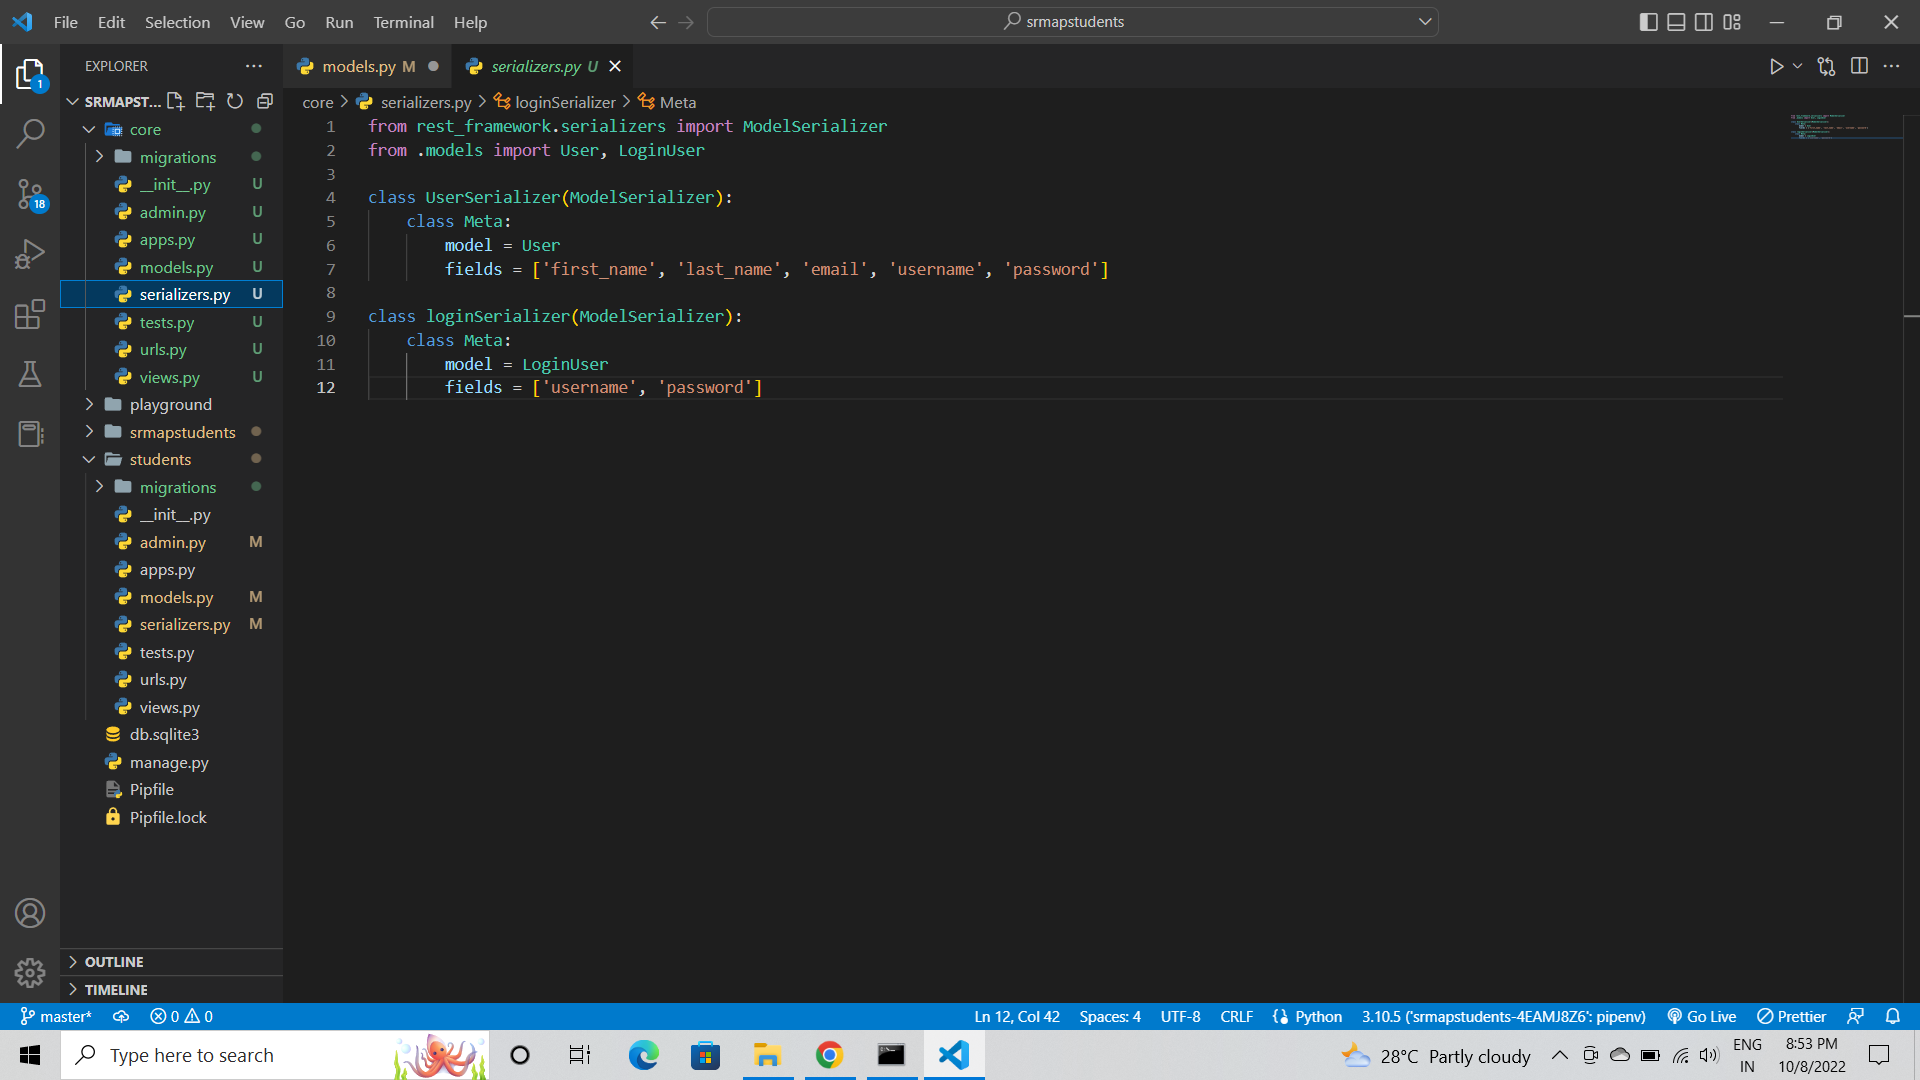 File Edit Selection View Go Run Terminal Help
srmapstudents
EXPLORER
models.py M
serializers.py U
SRMAPST...
core > serializers.py > loginSerializer > Meta
core
migrations
__init__.py U
admin.py U
apps.py U
models.py U
serializers.py U
tests.py U
urls.py U
views.py U
playground
srmapstudents
students
migrations
__init__.py
admin.py M
apps.py
models.py M
serializers.py M
tests.py
urls.py
views.py
db.sqlite3
manage.py
Pipfile
Pipfile.lock
OUTLINE
TIMELINE
1
18
1 from rest_framework.serializers import ModelSerializer
2 from .models import User, LoginUser
3
4 class UserSerializer(ModelSerializer):
5 class Meta:
6 model = User
7 fields = ['first_name', 'last_name', 'email', 'username', 'password']
8
9 class loginSerializer(ModelSerializer):
10 class Meta:
11 model = LoginUser
12 fields = ['username', 'password']
master* 0 0 Ln 12, Col 42 Spaces: 4 UTF-8 CRLF Python 3.10.5 ('srmapstudents-4EAMJ8Z6': pipenv) Go Live Prettier
Type here to search
28°C Partly cloudy
ENG
IN
8:53 PM
10/8/2022